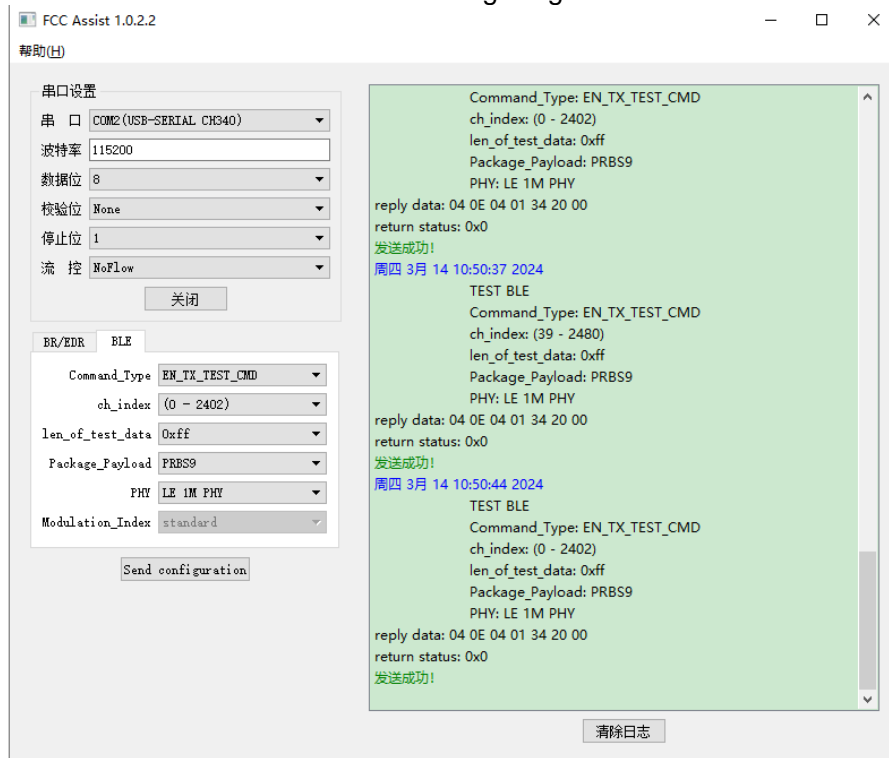 FCC Assist 1.0.2.2
帮助(H)
串口设置
串 口 COM2(USB-SERIAL CH340)
波特率 115200
数据位 8
校验位 None
停止位 1
流 控 NoFlow
关闭
BR/EDR BLE
Command_Type EN_TX_TEST_CMD
ch_index (0 - 2402)
len_of_test_data 0xff
Package_Payload PRBS9
PHY LE 1M PHY
Modulation_Index standard
Send configuration
Command_Type: EN_TX_TEST_CMD
ch_index: (0 - 2402)
len_of_test_data: 0xff
Package_Payload: PRBS9
PHY: LE 1M PHY
reply data: 04 0E 04 01 34 20 00
return status: 0x0
发送成功!
周四 3月 14 10:50:37 2024
TEST BLE
Command_Type: EN_TX_TEST_CMD
ch_index: (39 - 2480)
len_of_test_data: 0xff
Package_Payload: PRBS9
PHY: LE 1M PHY
reply data: 04 0E 04 01 34 20 00
return status: 0x0
发送成功!
周四 3月 14 10:50:44 2024
TEST BLE
Command_Type: EN_TX_TEST_CMD
ch_index: (0 - 2402)
len_of_test_data: 0xff
Package_Payload: PRBS9
PHY: LE 1M PHY
reply data: 04 0E 04 01 34 20 00
return status: 0x0
发送成功!
清除日志